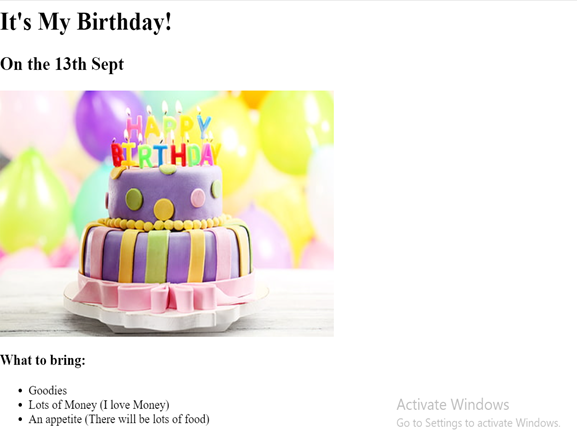 It's My Birthday!
On the 13th Sept
HAPPY
BIRTHDAY
What to bring:
Goodies
Lots of Money (I love Money)
An appetite (There will be lots of food)
Activate Windows
Go to Settings to activate Windows.